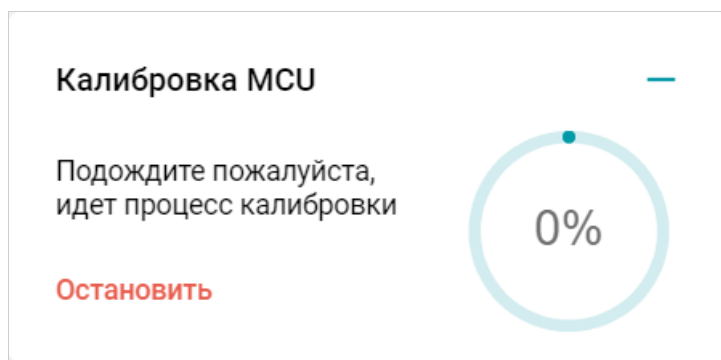 Калибровка MCU
Подождите пожалуйста,
идет процесс калибровки
0%
Остановить